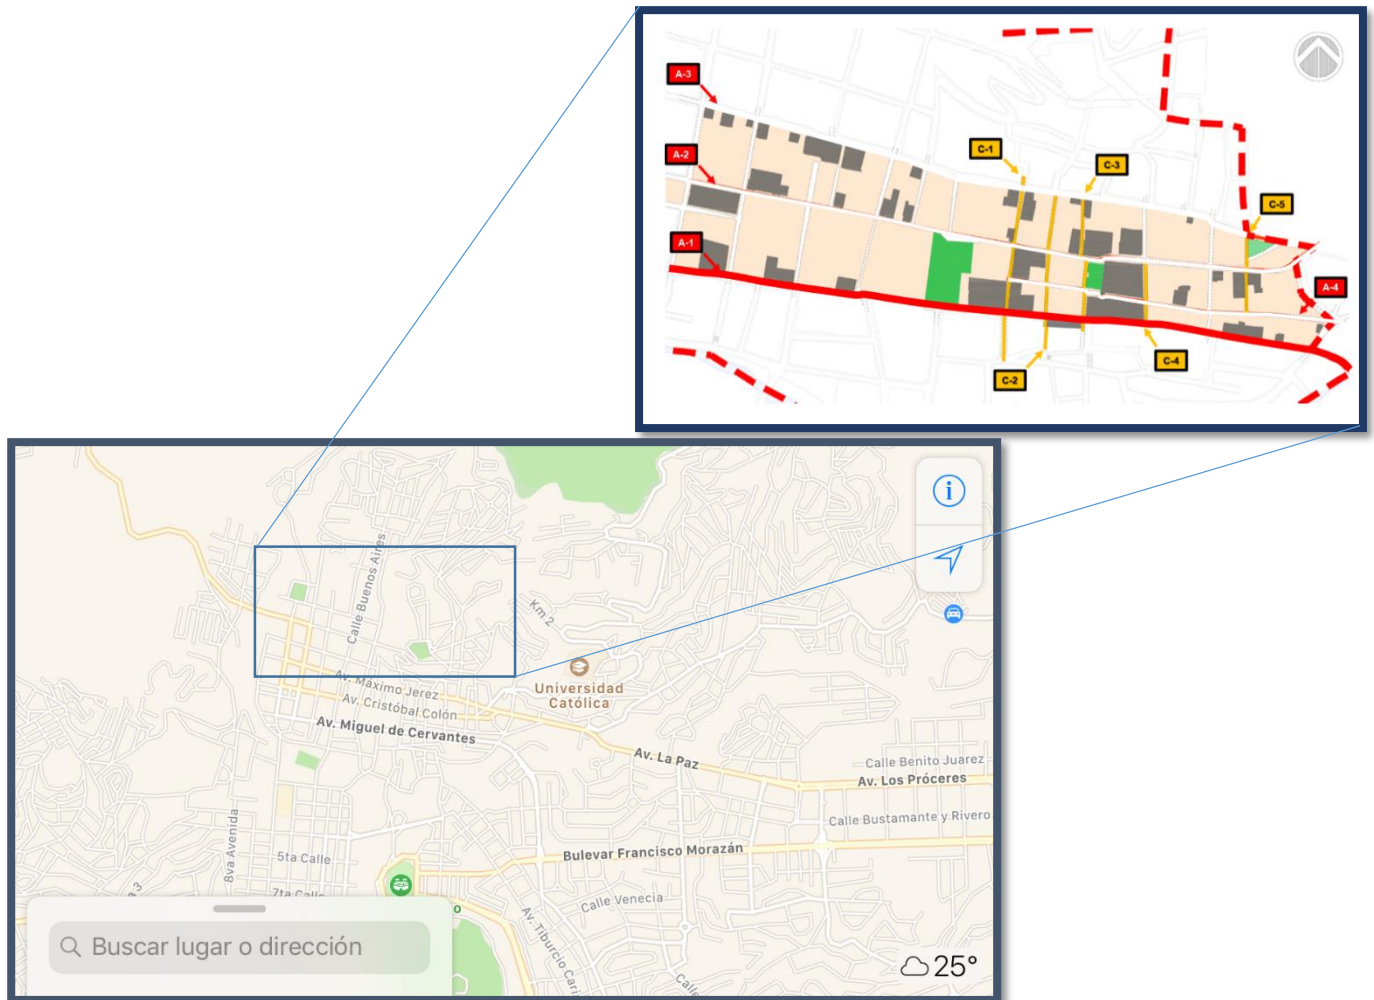 A-3
A-2
A-1
C-1
C-3
C-5
A-4
C-4
C-2
Calle Buenos Aires
Km 2
Universidad
Católica
Av. Máximo Jerez
Av. Cristóbal Colón
Av. Miguel de Cervantes
Av. La Paz
Calle Benito Juarez
Av. Los Próceres
Calle Bustamante y Rivero
8va Avenida
5ta Calle
Bulevar Francisco Morazán
7ta Calle
Calle Venecia
Av. Tiburcio Cari
Calle
Buscar lugar o dirección
25°